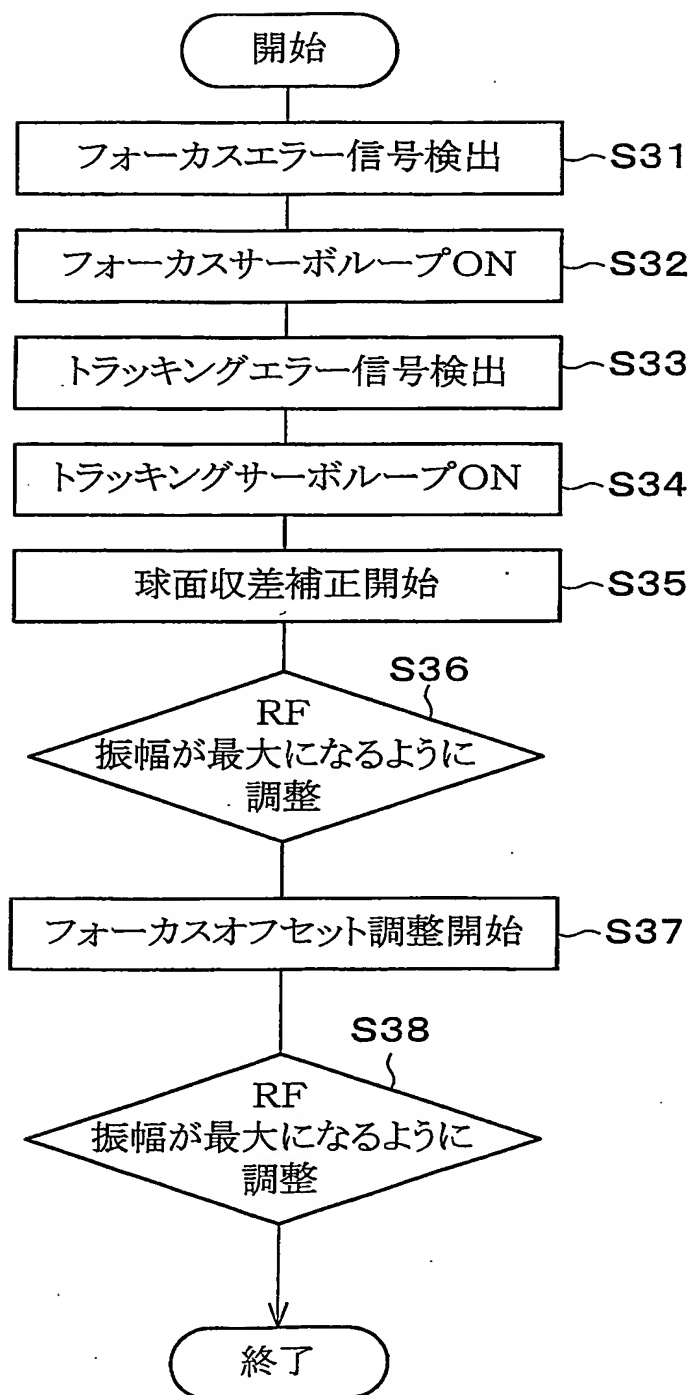 開始
フォーカスエラー信号検出
S31
フォーカスサーボループON
S32
トラッキングエラー信号検出
S33
トラッキングサーボループON
S34
球面収差補正開始
S35
S36
RF
振幅が最大になるように
調整
フォーカスオフセット調整開始
S37
S38
RF
振幅が最大になるように
調整
終了